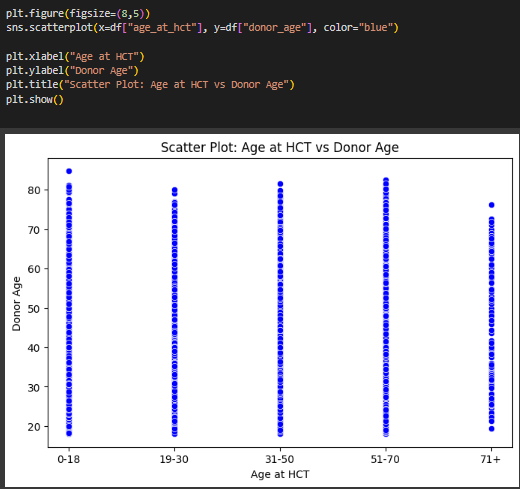 plt.figure(figsize=(8,5))
sns.scatterplot(x=df["age_at_hct"], y=df["donor_age"], color="blue")
plt.xlabel("Age at HCT")
plt.ylabel("Donor Age")
plt.title("Scatter Plot: Age at HCT vs Donor Age")
plt.show()
Scatter Plot: Age at HCT vs Donor Age
Donor Age
80
70
60
50
40
30
20
0-18 19-30 31-50 51-70 71+
Age at HCT